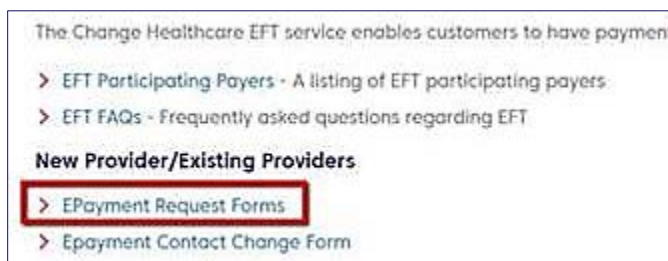 The Change Healthcare EFT service enables customers to have paymen
> EFT Participating Payers - A listing of EFT participating payers
> EFT FAQs - Frequently asked questions regarding EFT
New Provider/Existing Providers
> EPayment Request Forms
> Epayment Contact Change Form